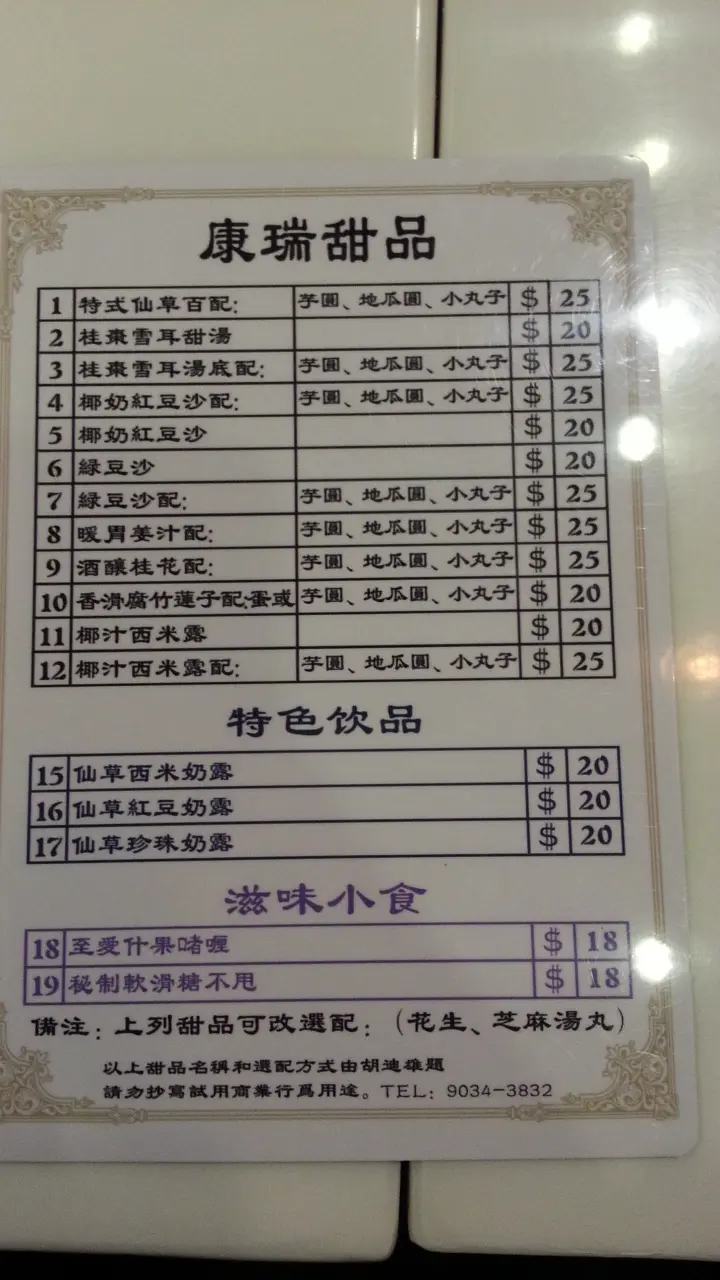 康瑞甜品
1 特式仙草百配: 芋圓、地瓜圓、小丸子 $ 25
2 桂棗雪耳甜湯 $ 20
3 桂棗雪耳湯底配: 芋圓、地瓜圓、小丸子 $ 25
4 椰奶紅豆沙配: 芋圓、地瓜圓、小丸子 $ 25
5 椰奶紅豆沙 $ 20
6 緑豆沙 $ 20
7 緑豆沙配: 芋圓、地瓜圓、小丸子 $ 25
8 暖胃姜汁配: 芋圓、地瓜圓、小丸子 $ 25
9 酒釀桂花配: 芋圓、地瓜圓、小丸子 $ 25
10 香滑腐竹蓮子配:蛋或 芋圓、地瓜圓、小丸子 $ 20
11 椰汁西米露 $ 20
12 椰汁西米露配: 芋圓、地瓜圓、小丸子 $ 25
特色饮品
15 仙草西米奶露 $ 20
16 仙草紅豆奶露 $ 20
17 仙草珍珠奶露 $ 20
滋味小食
18 至愛什果啫喱 $ 18
19 秘制軟滑糖不甩 $ 18
備注：上列甜品可改選配：（花生、芝麻湯丸）
以上甜品名稱和選配方式由胡迪雄題
請勿抄寫試用商業行爲用途。TEL：9034-3832